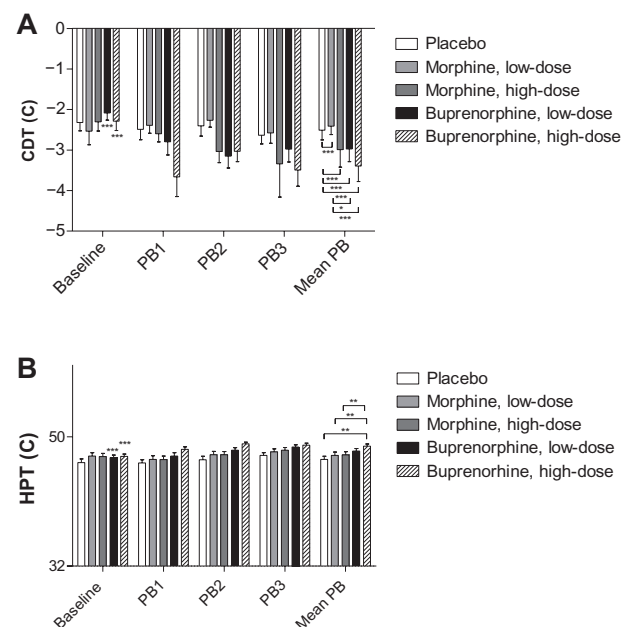 A
CDT (C)
0
−1
−2
−3
−4
−5
***
***
***
***
***
***
*
***
Baseline
PB1
PB2
PB3
Mean PB
Placebo
Morphine, low-dose
Morphine, high-dose
Buprenorphine, low-dose
Buprenorphine, high-dose
B
HPT (C)
50
32
***
***
**
**
**
Baseline
PB1
PB2
PB3
Mean PB
Placebo
Morphine, low-dose
Morphine, high-dose
Buprenorphine, low-dose
Buprenorhine, high-dose